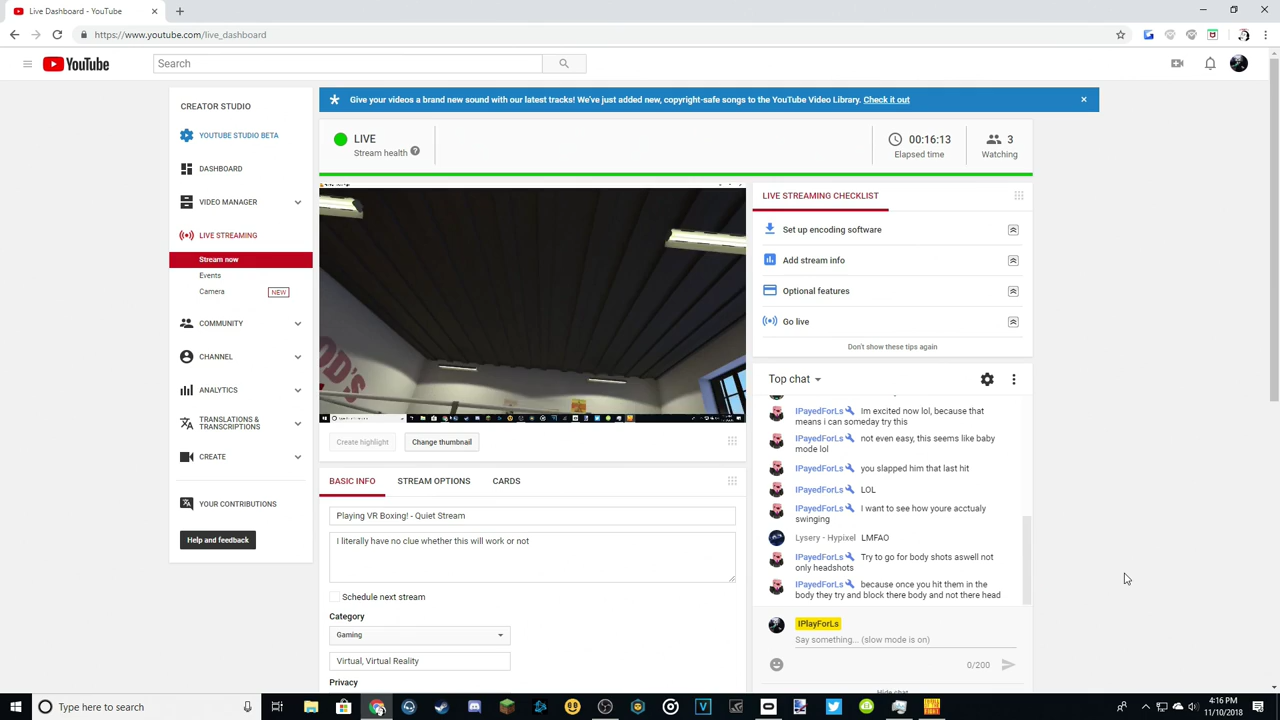 Live Dashboard - YouTube
https://www.youtube.com/live_dashboard
YouTube
Search
CREATOR STUDIO
YOUTUBE STUDIO BETA
DASHBOARD
VIDEO MANAGER
LIVE STREAMING
Stream now
Events
Camera NEW
COMMUNITY
CHANNEL
ANALYTICS
TRANSLATIONS &
TRANSCRIPTIONS
CREATE
YOUR CONTRIBUTIONS
Help and feedback
Give your videos a brand new sound with our latest tracks! We've just added new, copyright-safe songs to the YouTube Video Library. Check it out
LIVE
Stream health
00:16:13
Elapsed time
3
Watching
Create highlight
Change thumbnail
BASIC INFO STREAM OPTIONS CARDS
Playing VR Boxing! - Quiet Stream
I literally have no clue whether this will work or not
Schedule next stream
Category
Gaming
Virtual, Virtual Reality
Privacy
LIVE STREAMING CHECKLIST
Set up encoding software
Add stream info
Optional features
Go live
Don't show these tips again
Top chat
IPayedForLs Im excited now lol, because that
means i can someday try this
IPayedForLs not even easy, this seems like baby
mode lol
IPayedForLs you slapped him that last hit
IPayedForLs LOL
IPayedForLs I want to see how youre acctualy
swinging
Lysery - Hypixel LMFAO
IPayedForLs Try to go for body shots aswell not
only headshots
IPayedForLs because once you hit them in the
body they try and block there body and not there head
IPlayForLs
Say something... (slow mode is on)
0/200
Hide chat
Type here to search
4:16 PM
11/10/2018